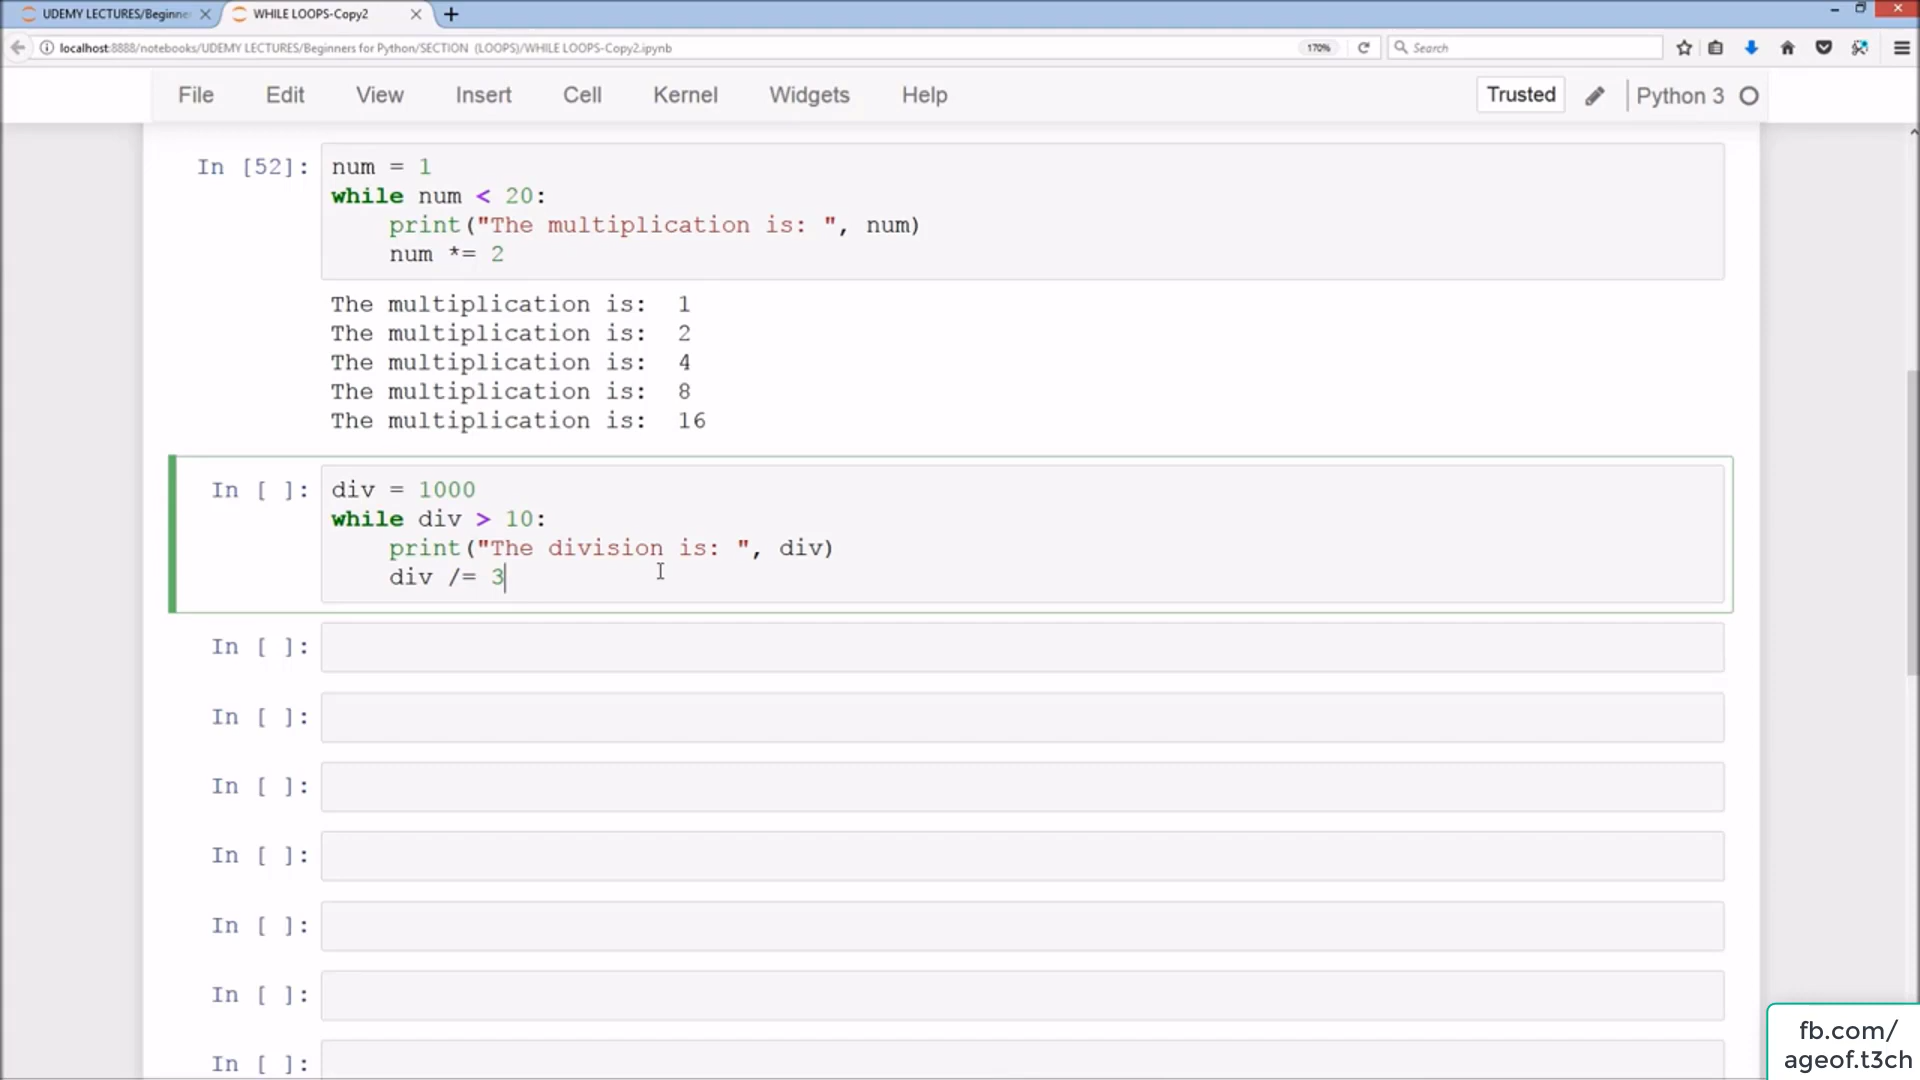 UDEMY LECTURES/Beginne
WHILE LOOPS-Copy2
localhost:8888/notebooks/UDEMY LECTURES/Beginners for Python/SECTION (LOOPS)/WHILE LOOPS-Copy2.ipynb
170%
Search
File Edit View Insert Cell Kernel Widgets Help
Trusted
Python 3
In [52]: num = 1
while num < 20:
    print("The multiplication is: ", num)
    num *= 2
The multiplication is:  1
The multiplication is:  2
The multiplication is:  4
The multiplication is:  8
The multiplication is:  16
In [ ]: div = 1000
while div > 10:
    print("The division is: ", div)
    div /= 3
In [ ]:
In [ ]:
In [ ]:
In [ ]:
In [ ]:
In [ ]:
In [ ]:
fb.com/
ageof.t3ch